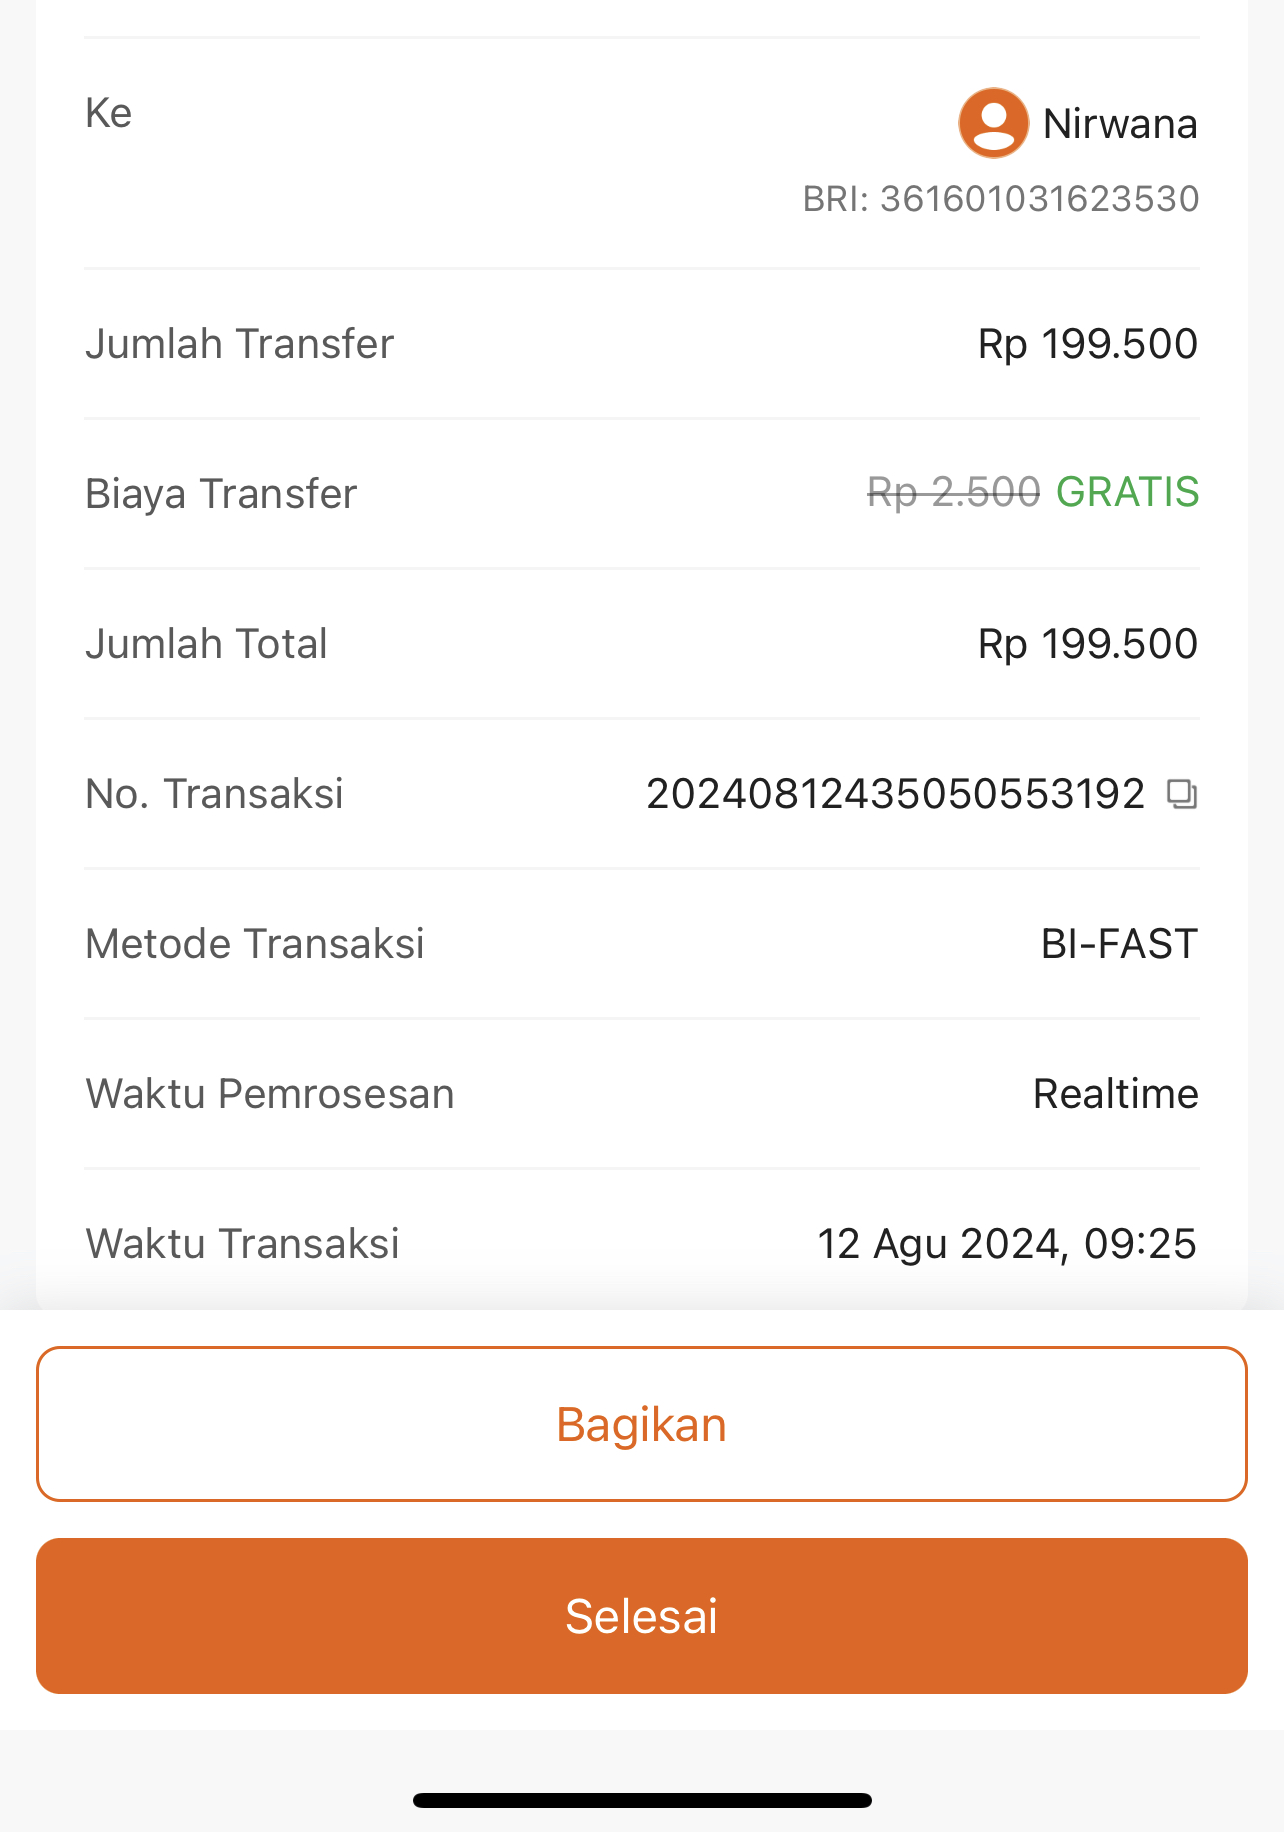 Ke
Nirwana
BRI: 361601031623530
Jumlah Transfer Rp 199.500
Biaya Transfer Rp 2.500 GRATIS
Jumlah Total Rp 199.500
No. Transaksi 20240812435050553192
Metode Transaksi BI-FAST
Waktu Pemrosesan Realtime
Waktu Transaksi 12 Agu 2024, 09:25
Bagikan
Selesai